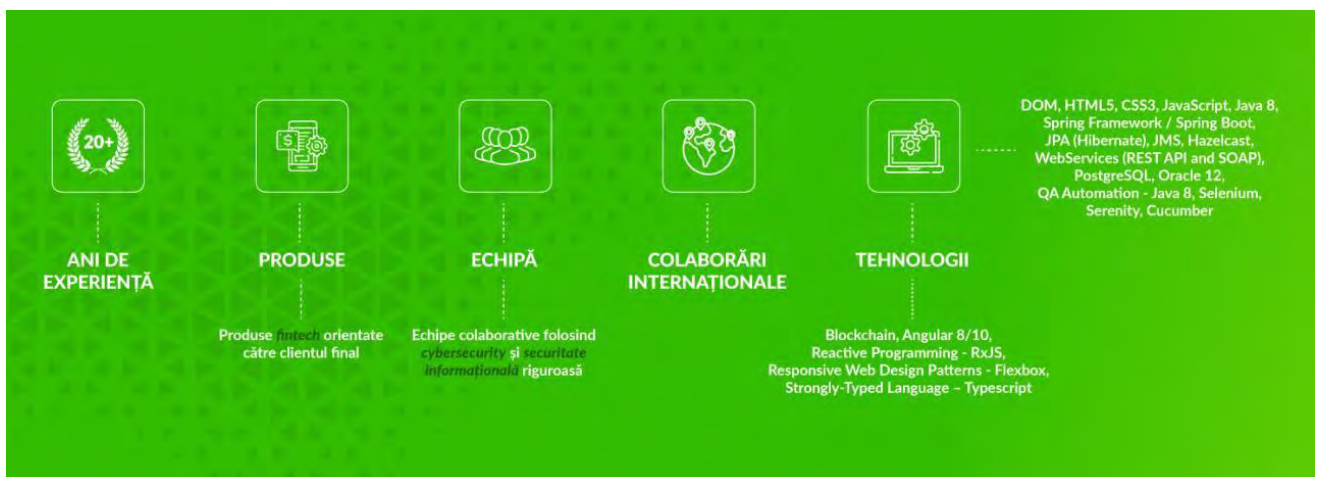 20+
ANI DE
EXPERIENȚĂ
$
PRODUSE
Produse fintech orientate
către clientul final
ECHIPĂ
Echipe colaborative folosind
cybersecurity și securitate
informațională riguroasă
COLABORĂRI
INTERNAȚIONALE
TEHNOLOGII
DOM, HTML5, CSS3, JavaScript, Java 8,
Spring Framework / Spring Boot,
JPA (Hibernate), JMS, Hazelcast,
WebServices (REST API and SOAP),
PostgreSQL, Oracle 12,
QA Automation - Java 8, Selenium,
Serenity, Cucumber
Blockchain, Angular 8/10,
Reactive Programming - RxJS,
Responsive Web Design Patterns - Flexbox,
Strongly-Typed Language – Typescript